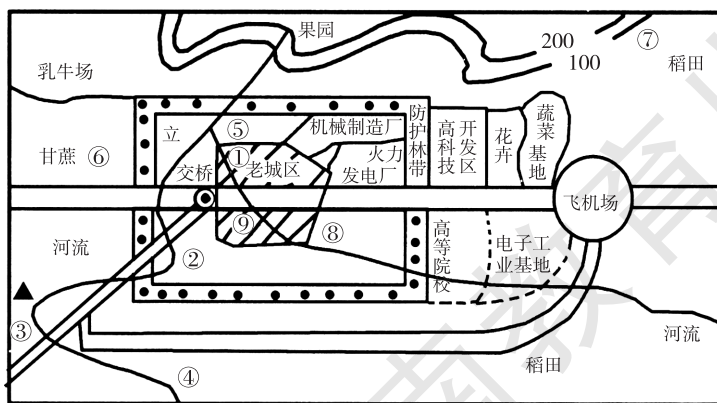 果园
200
100
⑦
乳牛场
稻田
立
交桥
⑤
机械制造厂
防护林带
高科技
开发区
花卉
蔬菜基地
甘蔗
⑥
①
老城区
火力
发电厂
飞机场
河流
②
⑨
⑧
高等院校
电子工
业基地
③
④
稻田
河流
南教育